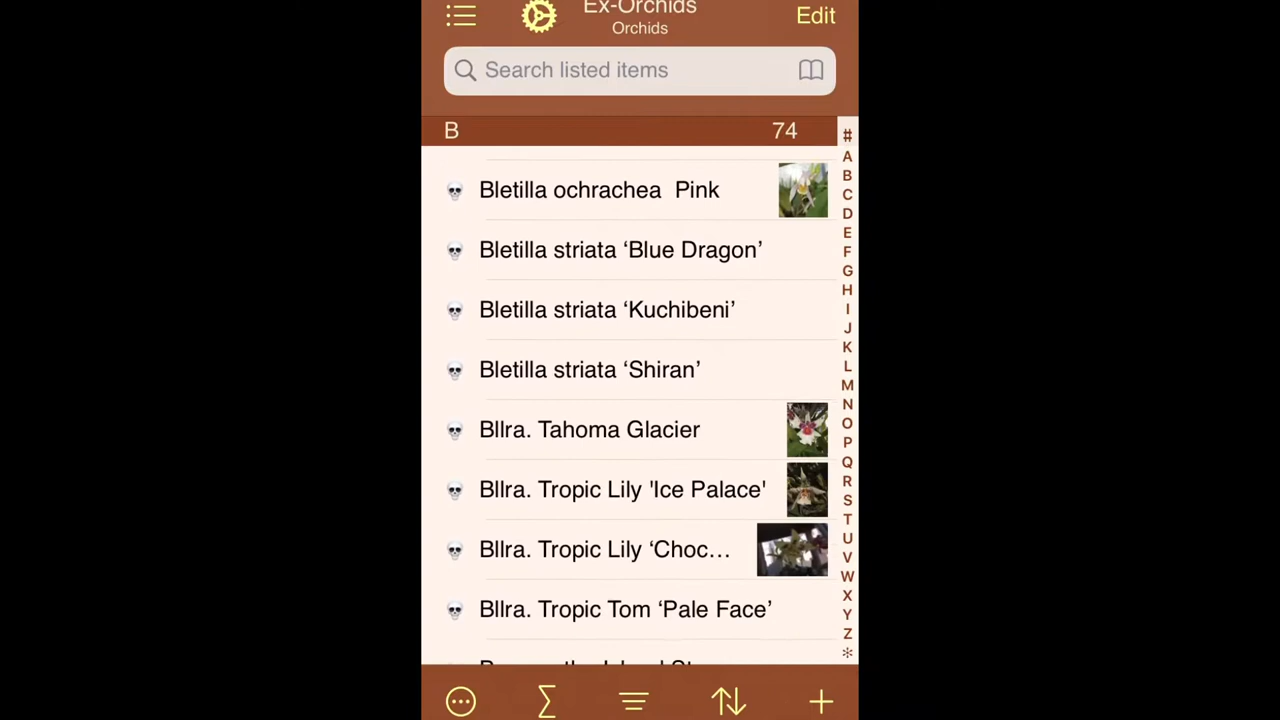 Ex-Orchids
Edit
Orchids
Search listed items
B 74
Bletilla ochrachea  Pink
Bletilla striata ‘Blue Dragon’
Bletilla striata ‘Kuchibeni’
Bletilla striata ‘Shiran’
Bllra. Tahoma Glacier
Bllra. Tropic Lily 'Ice Palace'
Bllra. Tropic Lily ‘Choc…
Bllra. Tropic Tom ‘Pale Face’
#
A
B
C
D
E
F
G
H
I
J
K
L
M
N
O
P
Q
R
S
T
U
V
W
X
Y
Z
*